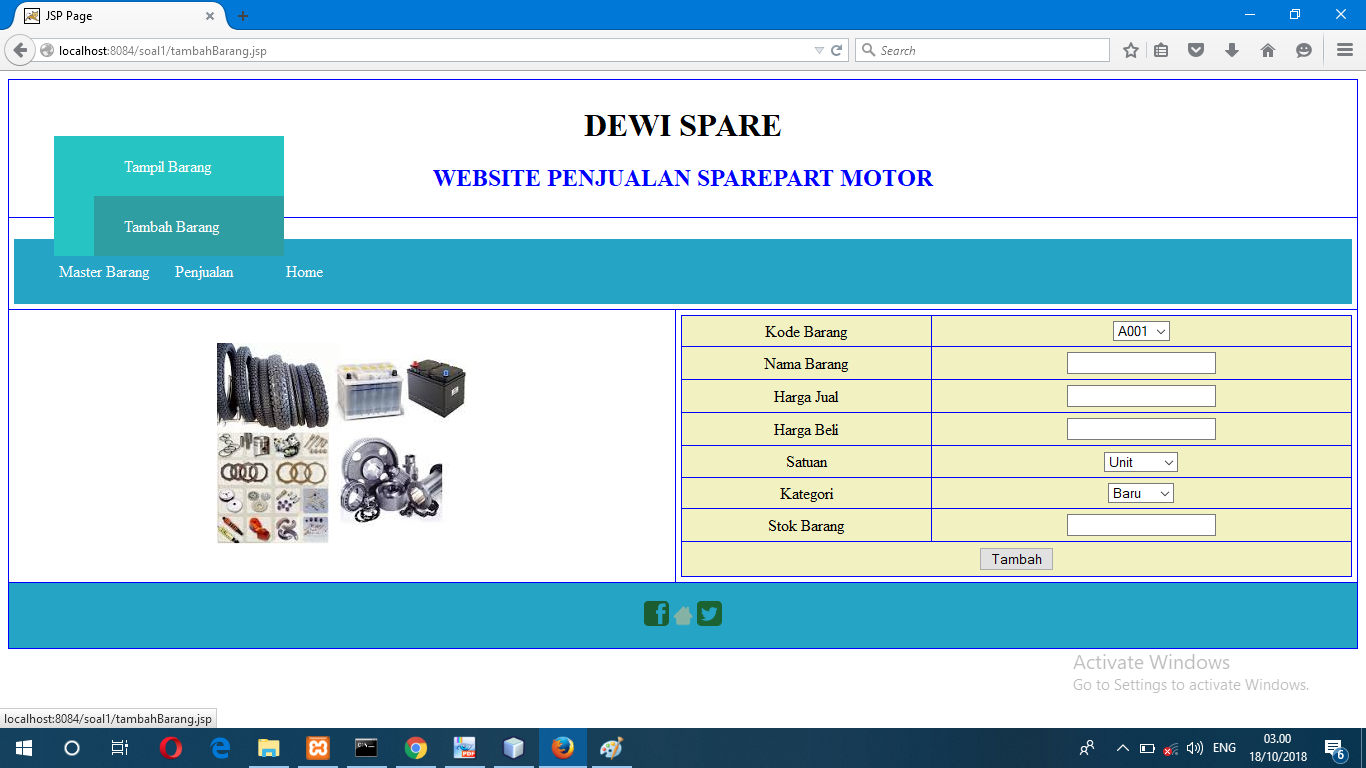 JSP Page
localhost:8084/soal1/tambahBarang.jsp
Search
DEWI SPARE
WEBSITE PENJUALAN SPAREPART MOTOR
Tampil Barang
Tambah Barang
Master Barang Penjualan Home
Kode Barang A001
Nama Barang
Harga Jual
Harga Beli
Satuan Unit
Kategori Baru
Stok Barang
Tambah
Activate Windows
Go to Settings to activate Windows.
localhost:8084/soal1/tambahBarang.jsp
ENG
03.00
18/10/2018
6